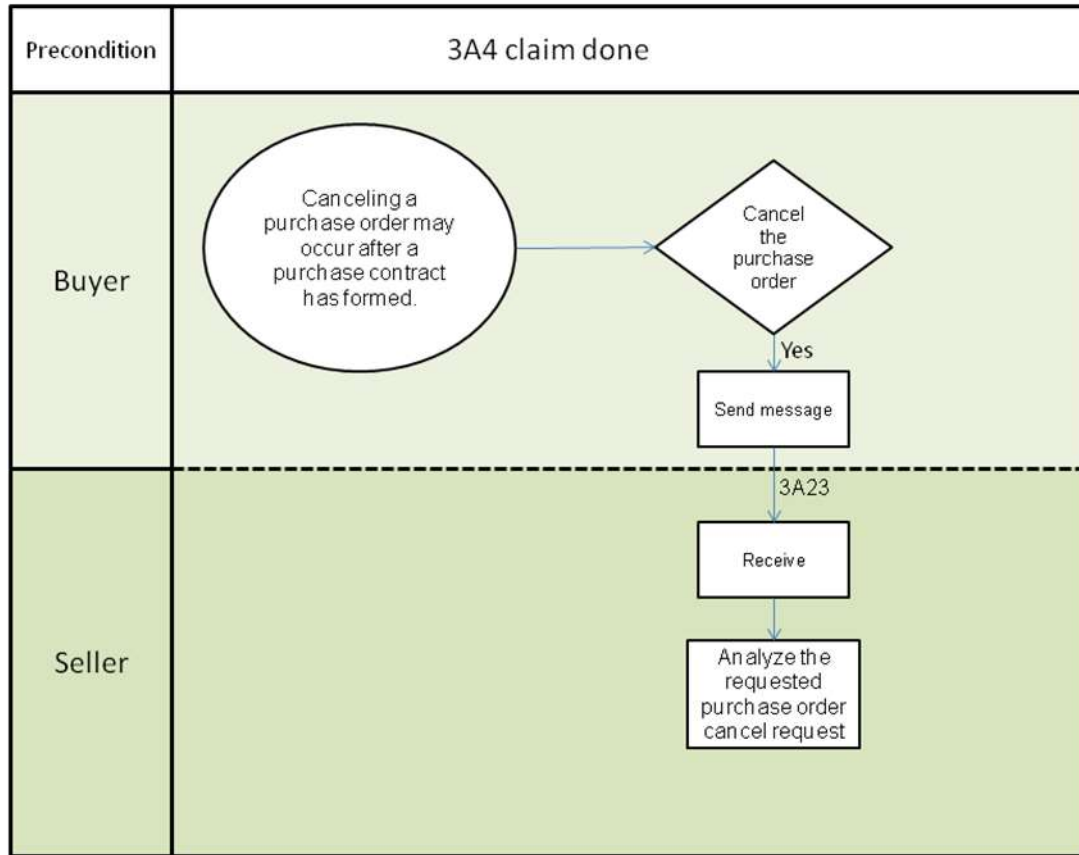 Precondition
3A4 claim done
Buyer
Canceling a
purchase order may
occur after a
purchase contract
has formed.
Cancel
the
purchase
order
Yes
Send message
3A23
Seller
Receive
Analyze the
requested
purchase order
cancel request